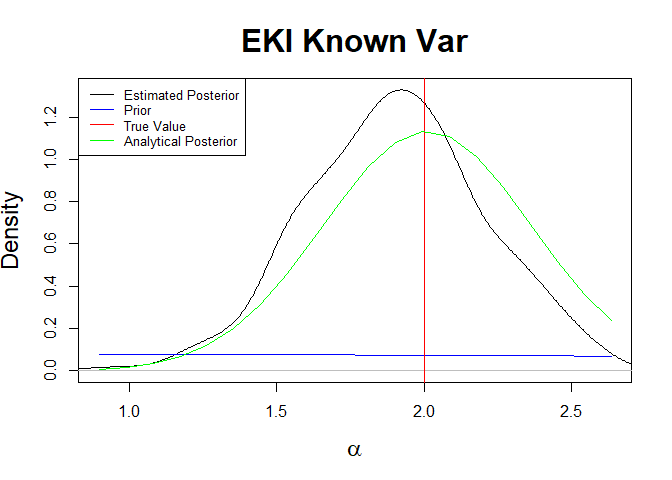 EKI Known Var
Estimated Posterior
Prior
True Value
Analytical Posterior
Density
0.0 0.2 0.4 0.6 0.8 1.0 1.2
1.0 1.5 2.0 2.5
α